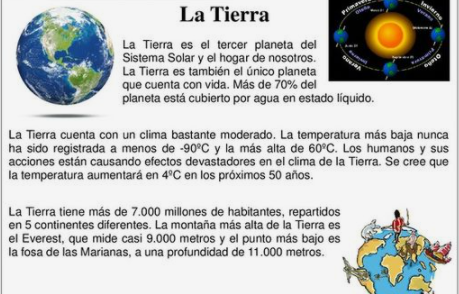 La Tierra
La Tierra es el tercer planeta del
Sistema Solar y el hogar de nosotros.
La Tierra es también el único planeta
que cuenta con vida. Más de 70% del
planeta está cubierto por agua en estado líquido.
Primavera
Invierno
Verano
Otoño
La Tierra cuenta con un clima bastante moderado. La temperatura más baja nunca
ha sido registrada a menos de -90ºC y la más alta de 60ºC. Los humanos y sus
acciones están causando efectos devastadores en el clima de la Tierra. Se cree que
la temperatura aumentará en 4ºC en los próximos 50 años.
La Tierra tiene más de 7.000 millones de habitantes, repartidos
en 5 continentes diferentes. La montaña más alta de la Tierra es
el Everest, que mide casi 9.000 metros y el punto más bajo es
la fosa de las Marianas, a una profundidad de 11.000 metros.